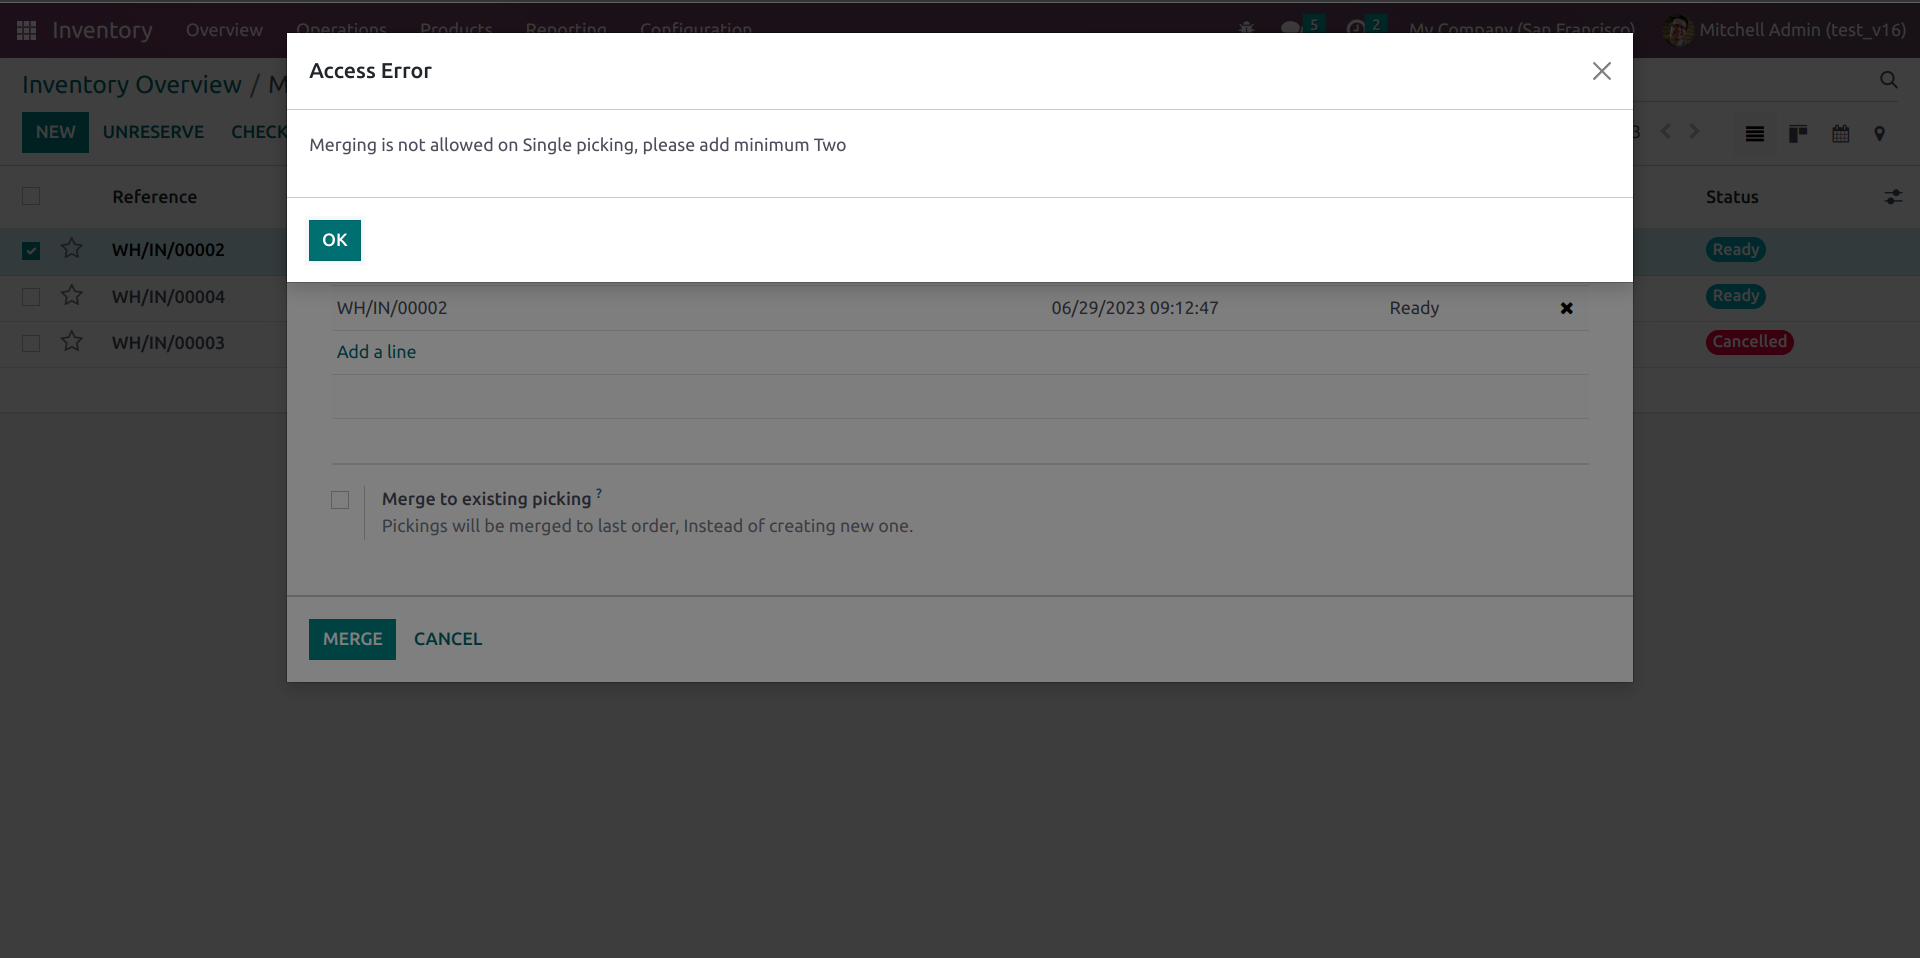 Inventory
Overview
Operations
Products
Reporting
Configuration
5
2
My Company (San Francisco)
Mitchell Admin (test_v16)
Inventory Overview / M
NEW
UNRESERVE
CHECK
3
Access Error
Merging is not allowed on Single picking, please add minimum Two
OK
Reference
Status
WH/IN/00002
Ready
WH/IN/00004
Ready
WH/IN/00003
Cancelled
WH/IN/00002 06/29/2023 09:12:47 Ready
Add a line
Merge to existing picking ?
Pickings will be merged to last order, Instead of creating new one.
MERGE
CANCEL